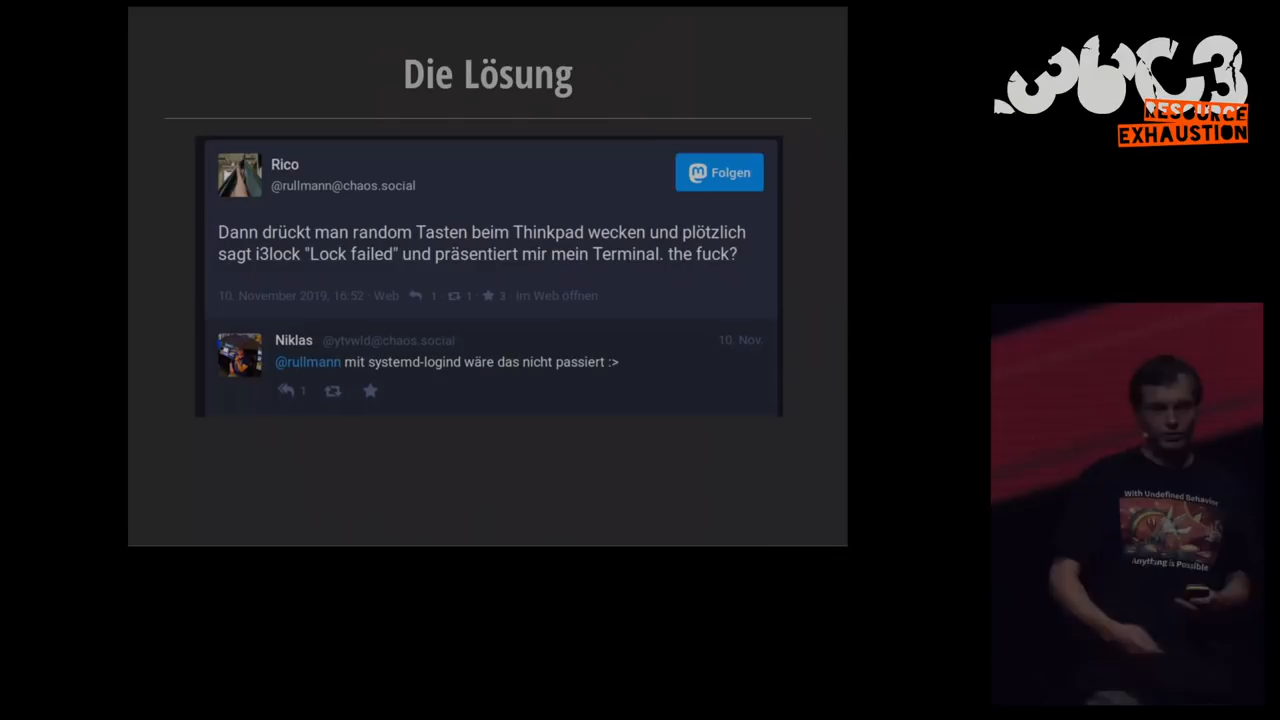 Die Lösung
Rico
@rullmann@chaos.social
Folgen
Dann drückt man random Tasten beim Thinkpad wecken und plötzlich
sagt i3lock "Lock failed" und präsentiert mir mein Terminal. the fuck?
10. November 2019, 16:52 · Web · 1 · 1 · 3 · Im Web öffnen
Niklas @ytvwld@chaos.social 10. Nov.
@rullmann mit systemd-logind wäre das nicht passiert :>
1
36C3
RESOURCE
EXHAUSTION
With Undefined Behavior
Anything is Possible